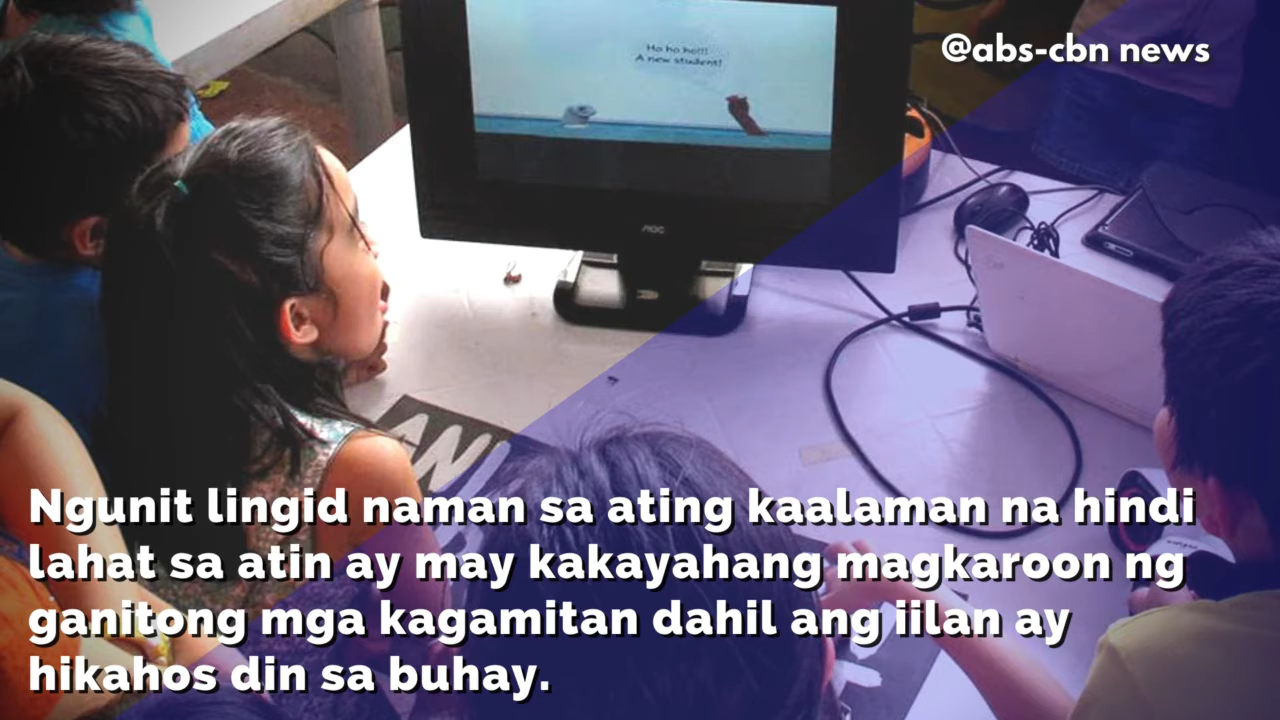 @abs-cbn news
Ho ho ho!!!
A new student!
AOC
Ngunit lingid naman sa ating kaalaman na hindi
lahat sa atin ay may kakayahang magkaroon ng
ganitong mga kagamitan dahil ang iilan ay
hikahos din sa buhay.